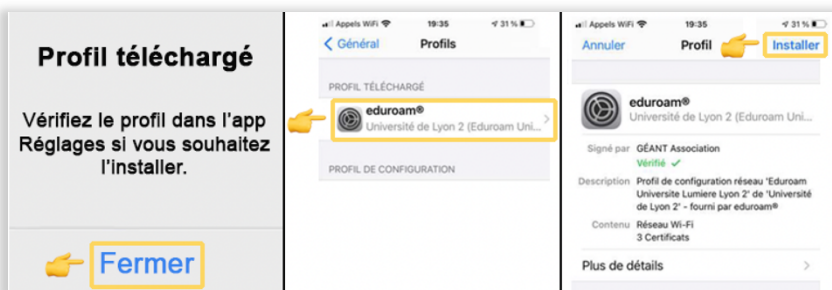 Profil téléchargé
Vérifiez le profil dans l'app
Réglages si vous souhaitez
l'installer.
Fermer
Appels WiFi 19:35 31 %
Général Profils
PROFIL TÉLÉCHARGÉ
eduroam®
Université de Lyon 2 (Eduroam Uni...
PROFIL DE CONFIGURATION
Appels WiFi 19:35 31 %
Annuler Profil Installer
eduroam®
Université de Lyon 2 (Eduroam Uni...
Signé par GÉANT Association
Vérifié
Description Profil de configuration réseau 'Eduroam
Universite Lumiere Lyon 2' de 'Université
de Lyon 2' - fourni par eduroam®
Contenu Réseau Wi-Fi
3 Certificats
Plus de détails